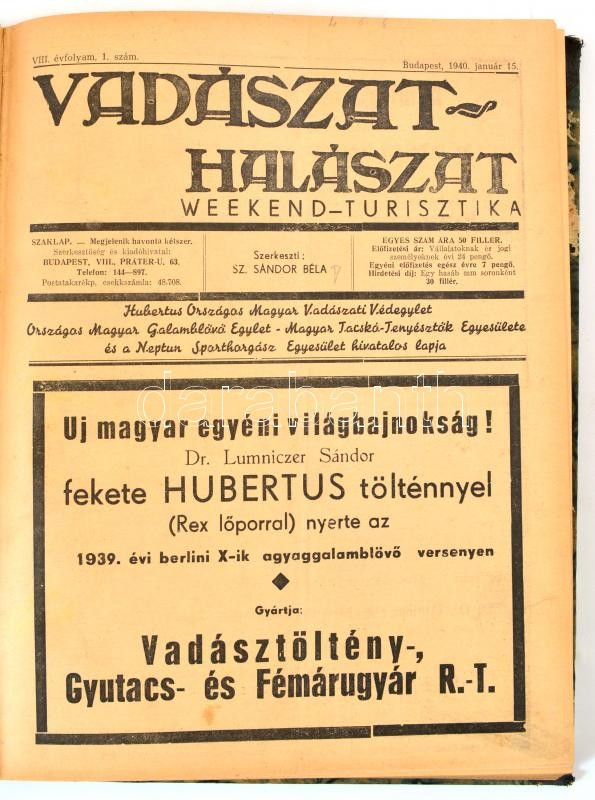 VIII. évfolyam, 1. szám.
Budapest, 1940. január 15.
VADÁSZAT-
HALÁSZAT
WEEKEND-TURISZTIKA
SZAKLAP. — Megjelenik havonta kétszer.
Szerkesztőség és kiadóhivatal:
BUDAPEST, VIII., PRÁTER-U. 63.
Telefon: 144—897.
Postatakarékp. csekkszámla: 48.708.
Szerkeszti:
SZ. SÁNDOR BÉLA
EGYES SZÁM ÁRA 50 FILLÉR.
Előfizetési ár: Vállalatoknak és jogi
személyeknek évi 24 pengő.
Egyéni előfizetés egész évre 7 pengő.
Hirdetési díj: Egy hasáb mm soronként
30 fillér.
Hubertus Országos Magyar Vadászati Védegylet
Országos Magyar Galamblövő Egylet - Magyar Tacskó-Tenyésztők Egyesülete
és a Neptun Sporthorgász Egyesület hivatalos lapja
darabanth
Uj magyar egyéni világbajnokság!
Dr. Lumniczer Sándor
fekete HUBERTUS tölténnyel
(Rex lőporral) nyerte az
1939. évi berlini X-ik agyaggalamblövő versenyen
Gyártja:
Vadásztöltény-,
Gyutacs- és Fémárugyár R.-T.